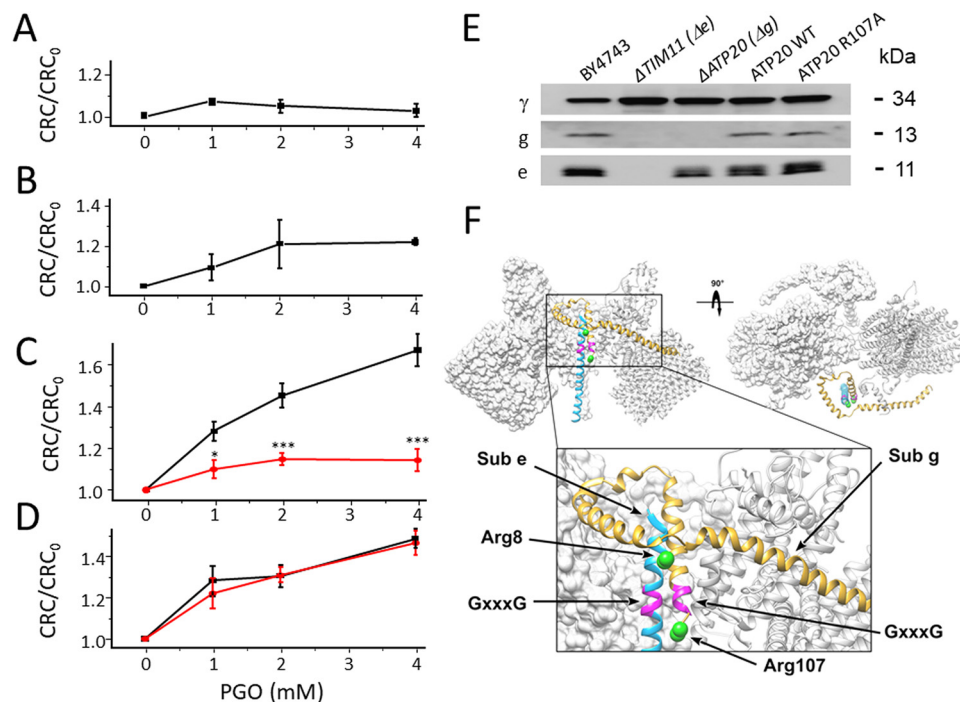 A
CRC/CRC0
1.2
1.0
0 1 2 3 4
B
CRC/CRC0
1.4
1.2
1.0
0 1 2 3 4
C
CRC/CRC0
1.6
1.4
1.2
1.0
* *** ***
0 1 2 3 4
D
CRC/CRC0
1.4
1.2
1.0
0 1 2 3 4
PGO (mM)
E
BY4743 ΔTIM11 (Δe) ΔATP20 (Δg) ATP20 WT ATP20 R107A kDa
γ - 34
g - 13
e - 11
F
90°
Sub e
Sub g
Arg8
GxxxG
GxxxG
Arg107